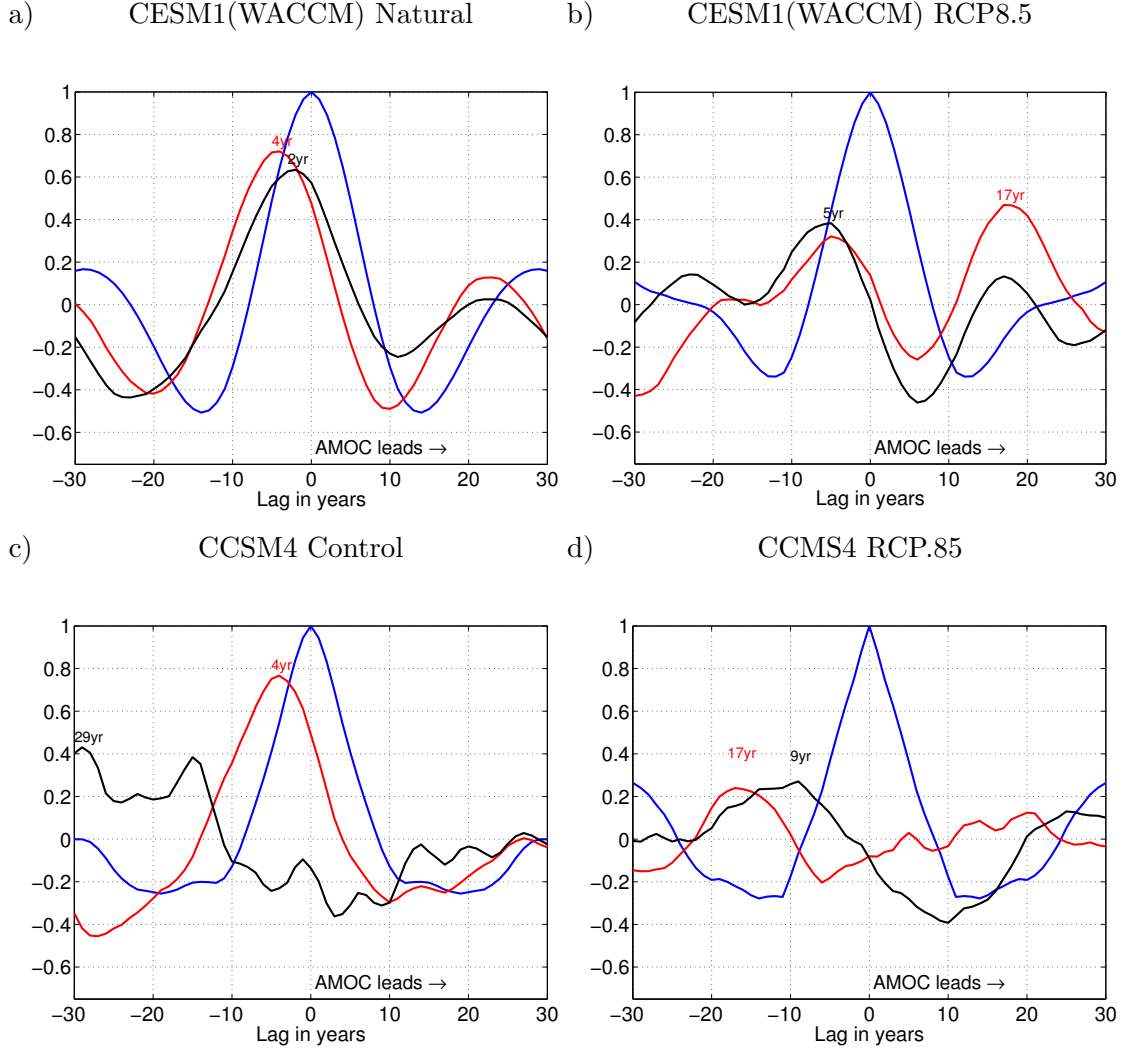 a) CESM1(WACCM) Natural
1
0.8
0.6
0.4
0.2
0
−0.2
−0.4
−0.6
4yr
2yr
AMOC leads →
−30 −20 −10 0 10 20 30
Lag in years
b) CESM1(WACCM) RCP8.5
1
0.8
0.6
0.4
0.2
0
−0.2
−0.4
−0.6
5yr
17yr
AMOC leads →
−30 −20 −10 0 10 20 30
Lag in years
c) CCSM4 Control
1
0.8
0.6
0.4
0.2
0
−0.2
−0.4
−0.6
4yr
29yr
AMOC leads →
−30 −20 −10 0 10 20 30
Lag in years
d) CCMS4 RCP.85
1
0.8
0.6
0.4
0.2
0
−0.2
−0.4
−0.6
17yr
9yr
AMOC leads →
−30 −20 −10 0 10 20 30
Lag in years